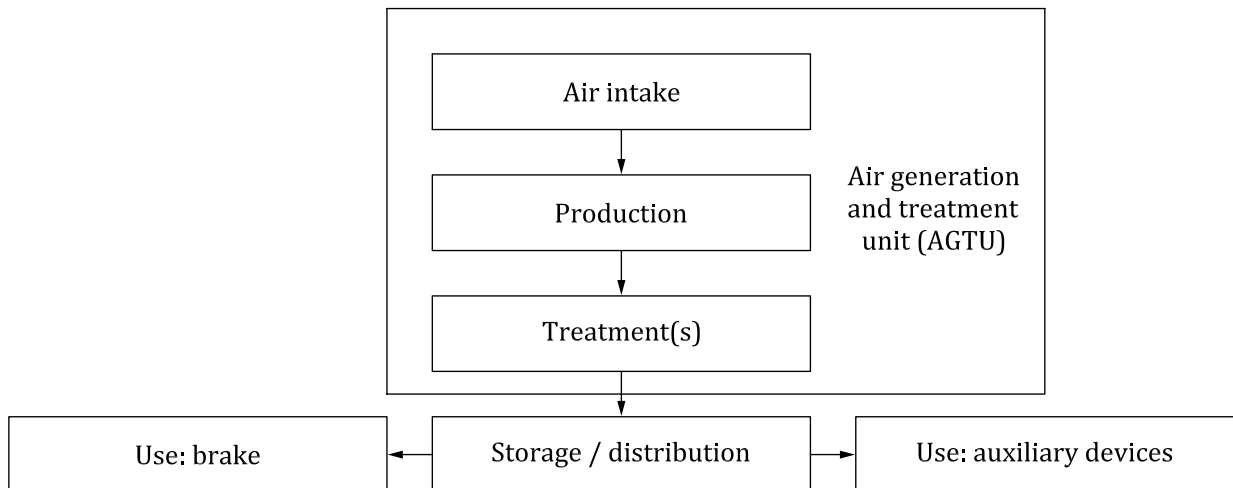 Air intake
Production
Air generation
and treatment
unit (AGTU)
Treatment(s)
Use: brake
Storage / distribution
Use: auxiliary devices